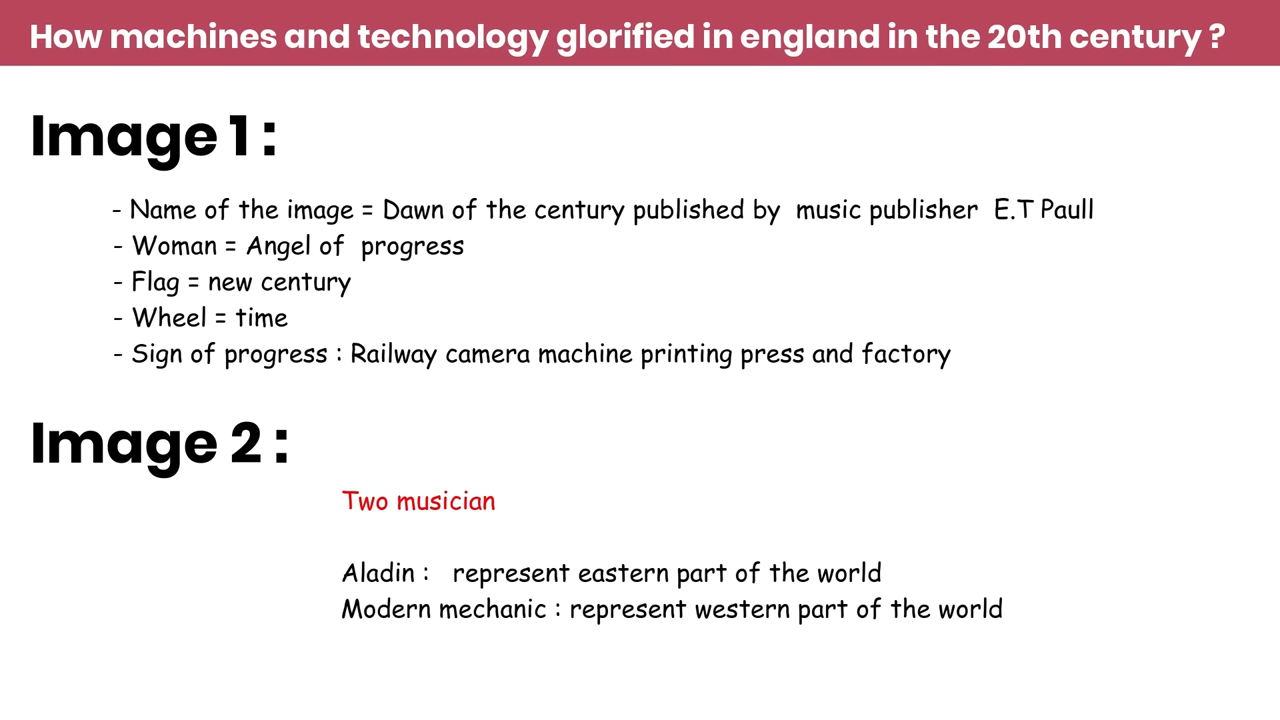 How machines and technology glorified in england in the 20th century ?
Image 1 :
- Name of the image = Dawn of the century published by music publisher E.T Paull
- Woman = Angel of progress
- Flag = new century
- Wheel = time
- Sign of progress : Railway camera machine printing press and factory
Image 2 :
Two musician
Aladin : represent eastern part of the world
Modern mechanic : represent western part of the world